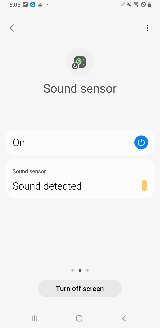 Sound sensor
On
Sound sensor
Sound detected
Turn off screen